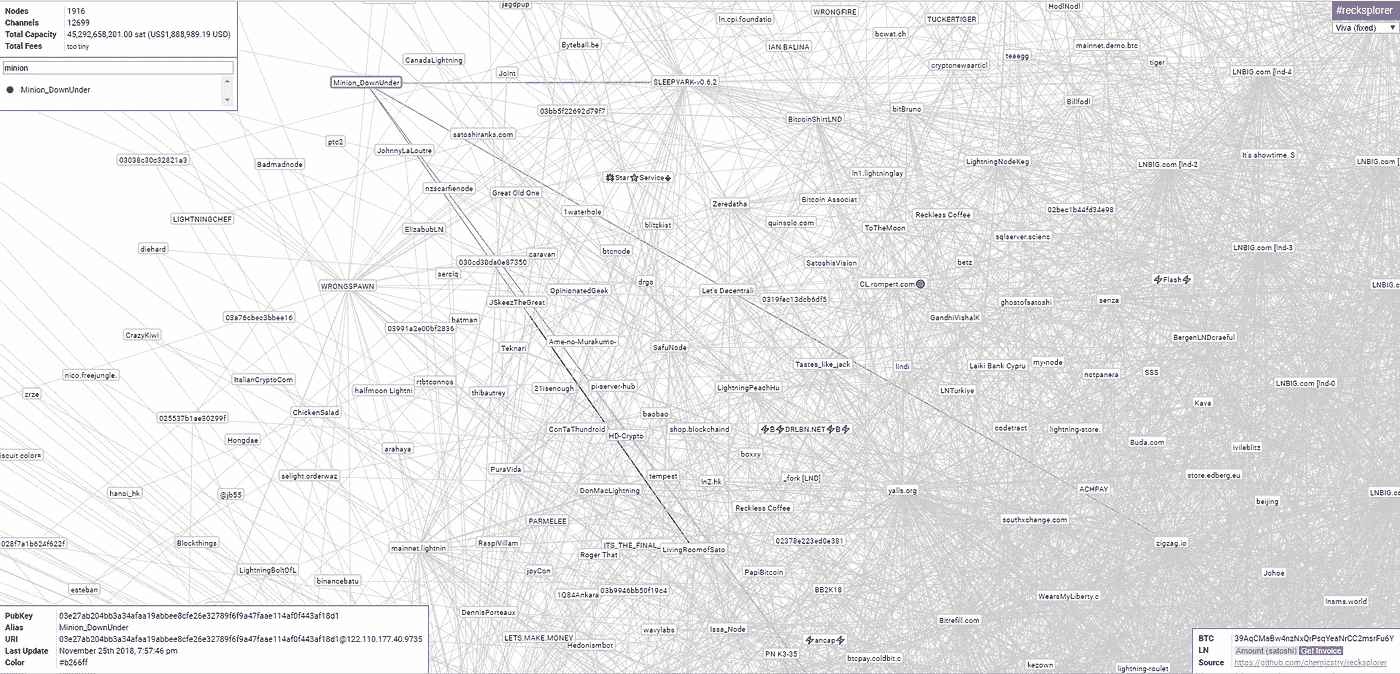 Nodes 1916
Channels 12699
Total Capacity 45,292,658,201.00 sat (US$1,888,989.19 USD)
Total Fees too tiny
minion
Minion_DownUnder
#recksplorer
Viva (fixed)
jagdpup
ln.cpi.foundatio
WRONGFIRE
TUCKERTIGER
HodlNodl
bcwat.ch
Byteball.be
IAN.BALINA
mainnet.demo.btc
teaegg
CanadaLightning
cryptonewsarticl
tiger
Joint
LNBIG.com [lnd-4
Minion_DownUnder
SLEEPYARK-v0.6.2
Billfodl
03bb5f22692d79f7
bitBruno
BitcoinShirtLND
satoshiranks.com
ptc2
JohnnyLaLoutre
03038c30c32821a3
Badmadnode
LightningNodeKeg
LNBIG.com [lnd-2
It's showtime. S
LNBIG.com [
ln1.lightninglay
Star Service
nzscarfienode
Great Old One
Zeredatha
Bitcoin Associat
1waterhole
Reckless Coffee
02bec1b44fd34e98
LIGHTNINGCHEF
blitzkist
quinsolo.com
ToTheMoon
ElizabubLN
sqlserver.scienc
diehard
caravan
btcnode
LNBIG.com [lnd-3
030cd30da0e87350
SatoshisVision
betz
serciq
Flash
drgo
CL.rompert.com
WRONGSPAWN
OpinionatedGeek
Let's Decentrali
LNBIG.c
0319fec13dcb6df5
JSkeezTheGreat
ghostofsatoshi
senza
03a76cbec3bbee16
hatman
GandhiVishalK
03991a2e00bf2836
CrazyKiwi
BergenLNDcraeful
Teknari
Ame-no-Murakumo-
SafuNode
Tastes_like_jack
lindi
Laiki Bank Cypru
my-node
nico.freejungle.
notpanera
SSS
ItalianCryptoCom
rtbtconnos
LNBIG.com [lnd-0
zrze
halfmoon Lightni
thibautrey
21isenough
pi-server-hub
LightningPeachHu
LNTurkiye
Kava
ChickenSalad
baobao
025537b1ae30299f
ConTaThundroid
HD-Crypto
shop.blockchaind
B DRLBN.NET B
codetract
lightning-store.
Hongdae
Buda.com
ivileblitz
arahaya
iscuit color=
boxxy
PuraVida
selight.orderwaz
tempest
lnZ.hk
_fork [LND]
store.edberg.eu
hanoi_hk
@jb55
DonMacLightning
yalls.org
ACHPAY
beijing
Reckless Coffee
PARMELEE
southxchange.com
028f7a1b624f622f
Blockthings
mainnet.lightnin
RaspiVillam
ITS_THE_FINAL_
LivingRoomofSato
02378e223ed0e381
zigzag.io
Roger That
LightningBoltOfL
joyCon
PapiBitcoin
Johoe
binancebatu
esteban
1Q84Ankara
03b9946bb50f19c4
BB2K18
WearsMyLiberty.c
lnsms.world
DennisPorteaux
Bitrefill.com
wavylabs
Issa_Node
LETS.MAKE.MONEY
ancap
Hedonismbot
PN K3-35
btcpay.coldbit.c
kezown
lightning-roulet
PubKey 03e27ab204bb3a34afaa19abbee8cfe26e32789f6f9a47faae114af0f443af18d1
Alias Minion_DownUnder
URI 03e27ab204bb3a34afaa19abbee8cfe26e32789f6f9a47faae114af0f443af18d1@122.110.177.40:9735
Last Update November 25th 2018, 7:57:46 pm
Color #b266ff
BTC 39AqCMaBw4nzNxQrPsqYeaNrCC2msrFu6Y
LN Amount (satoshi) Get Invoice
Source https://github.com/chemicstry/recksplorer